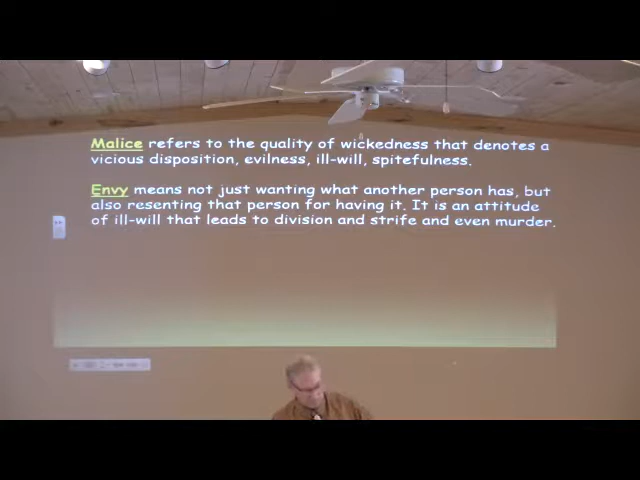 Malice refers to the quality of wickedness that denotes a
vicious disposition, evilness, ill-will, spitefulness.
Envy means not just wanting what another person has, but
also resenting that person for having it. It is an attitude
of ill-will that leads to division and strife and even murder.